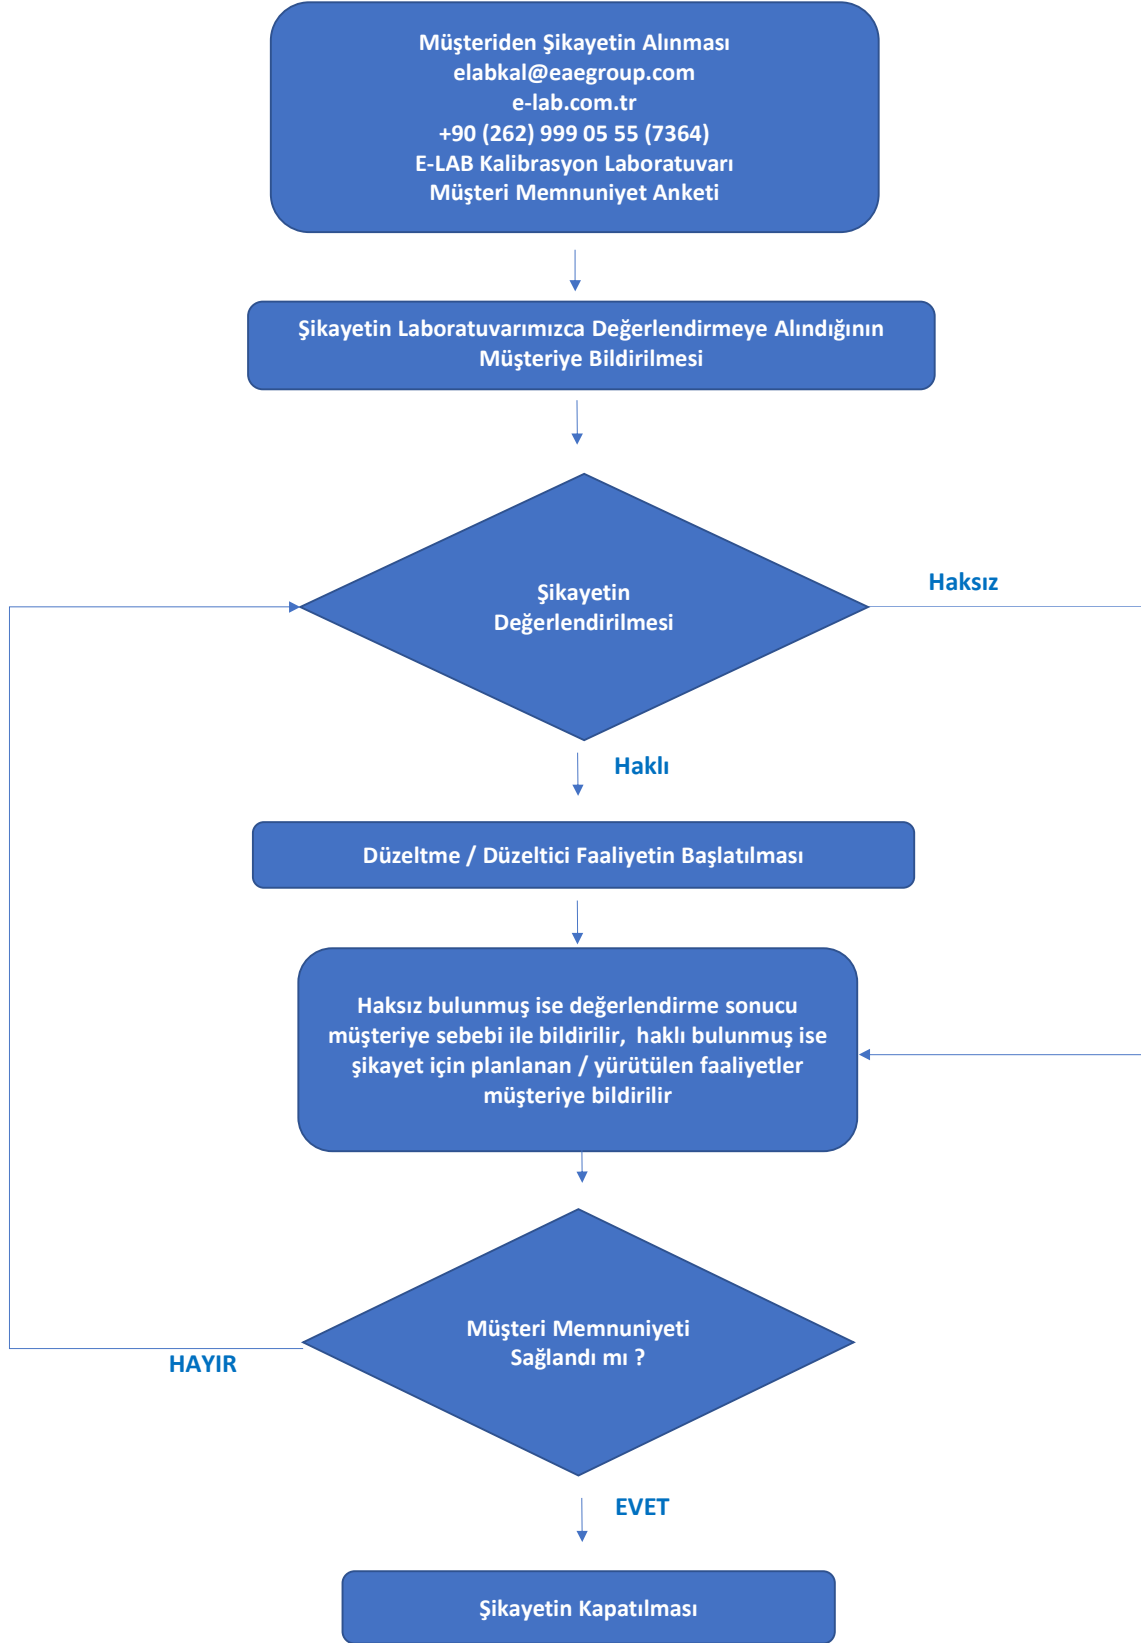 Müşteriden Şikayetin Alınması
elabkal@eaegroup.com
e-lab.com.tr
+90 (262) 999 05 55 (7364)
E-LAB Kalibrasyon Laboratuvarı
Müşteri Memnuniyet Anketi
Şikayetin Laboratuvarımızca Değerlendirmeye Alındığının
Müşteriye Bildirilmesi
Şikayetin
Değerlendirilmesi
Haksız
Haklı
Düzeltme / Düzeltici Faaliyetin Başlatılması
Haksız bulunmuş ise değerlendirme sonucu
müşteriye sebebi ile bildirilir,  haklı bulunmuş ise
şikayet için planlanan / yürütülen faaliyetler
müşteriye bildirilir
Müşteri Memnuniyeti
Sağlandı mı ?
HAYIR
EVET
Şikayetin Kapatılması